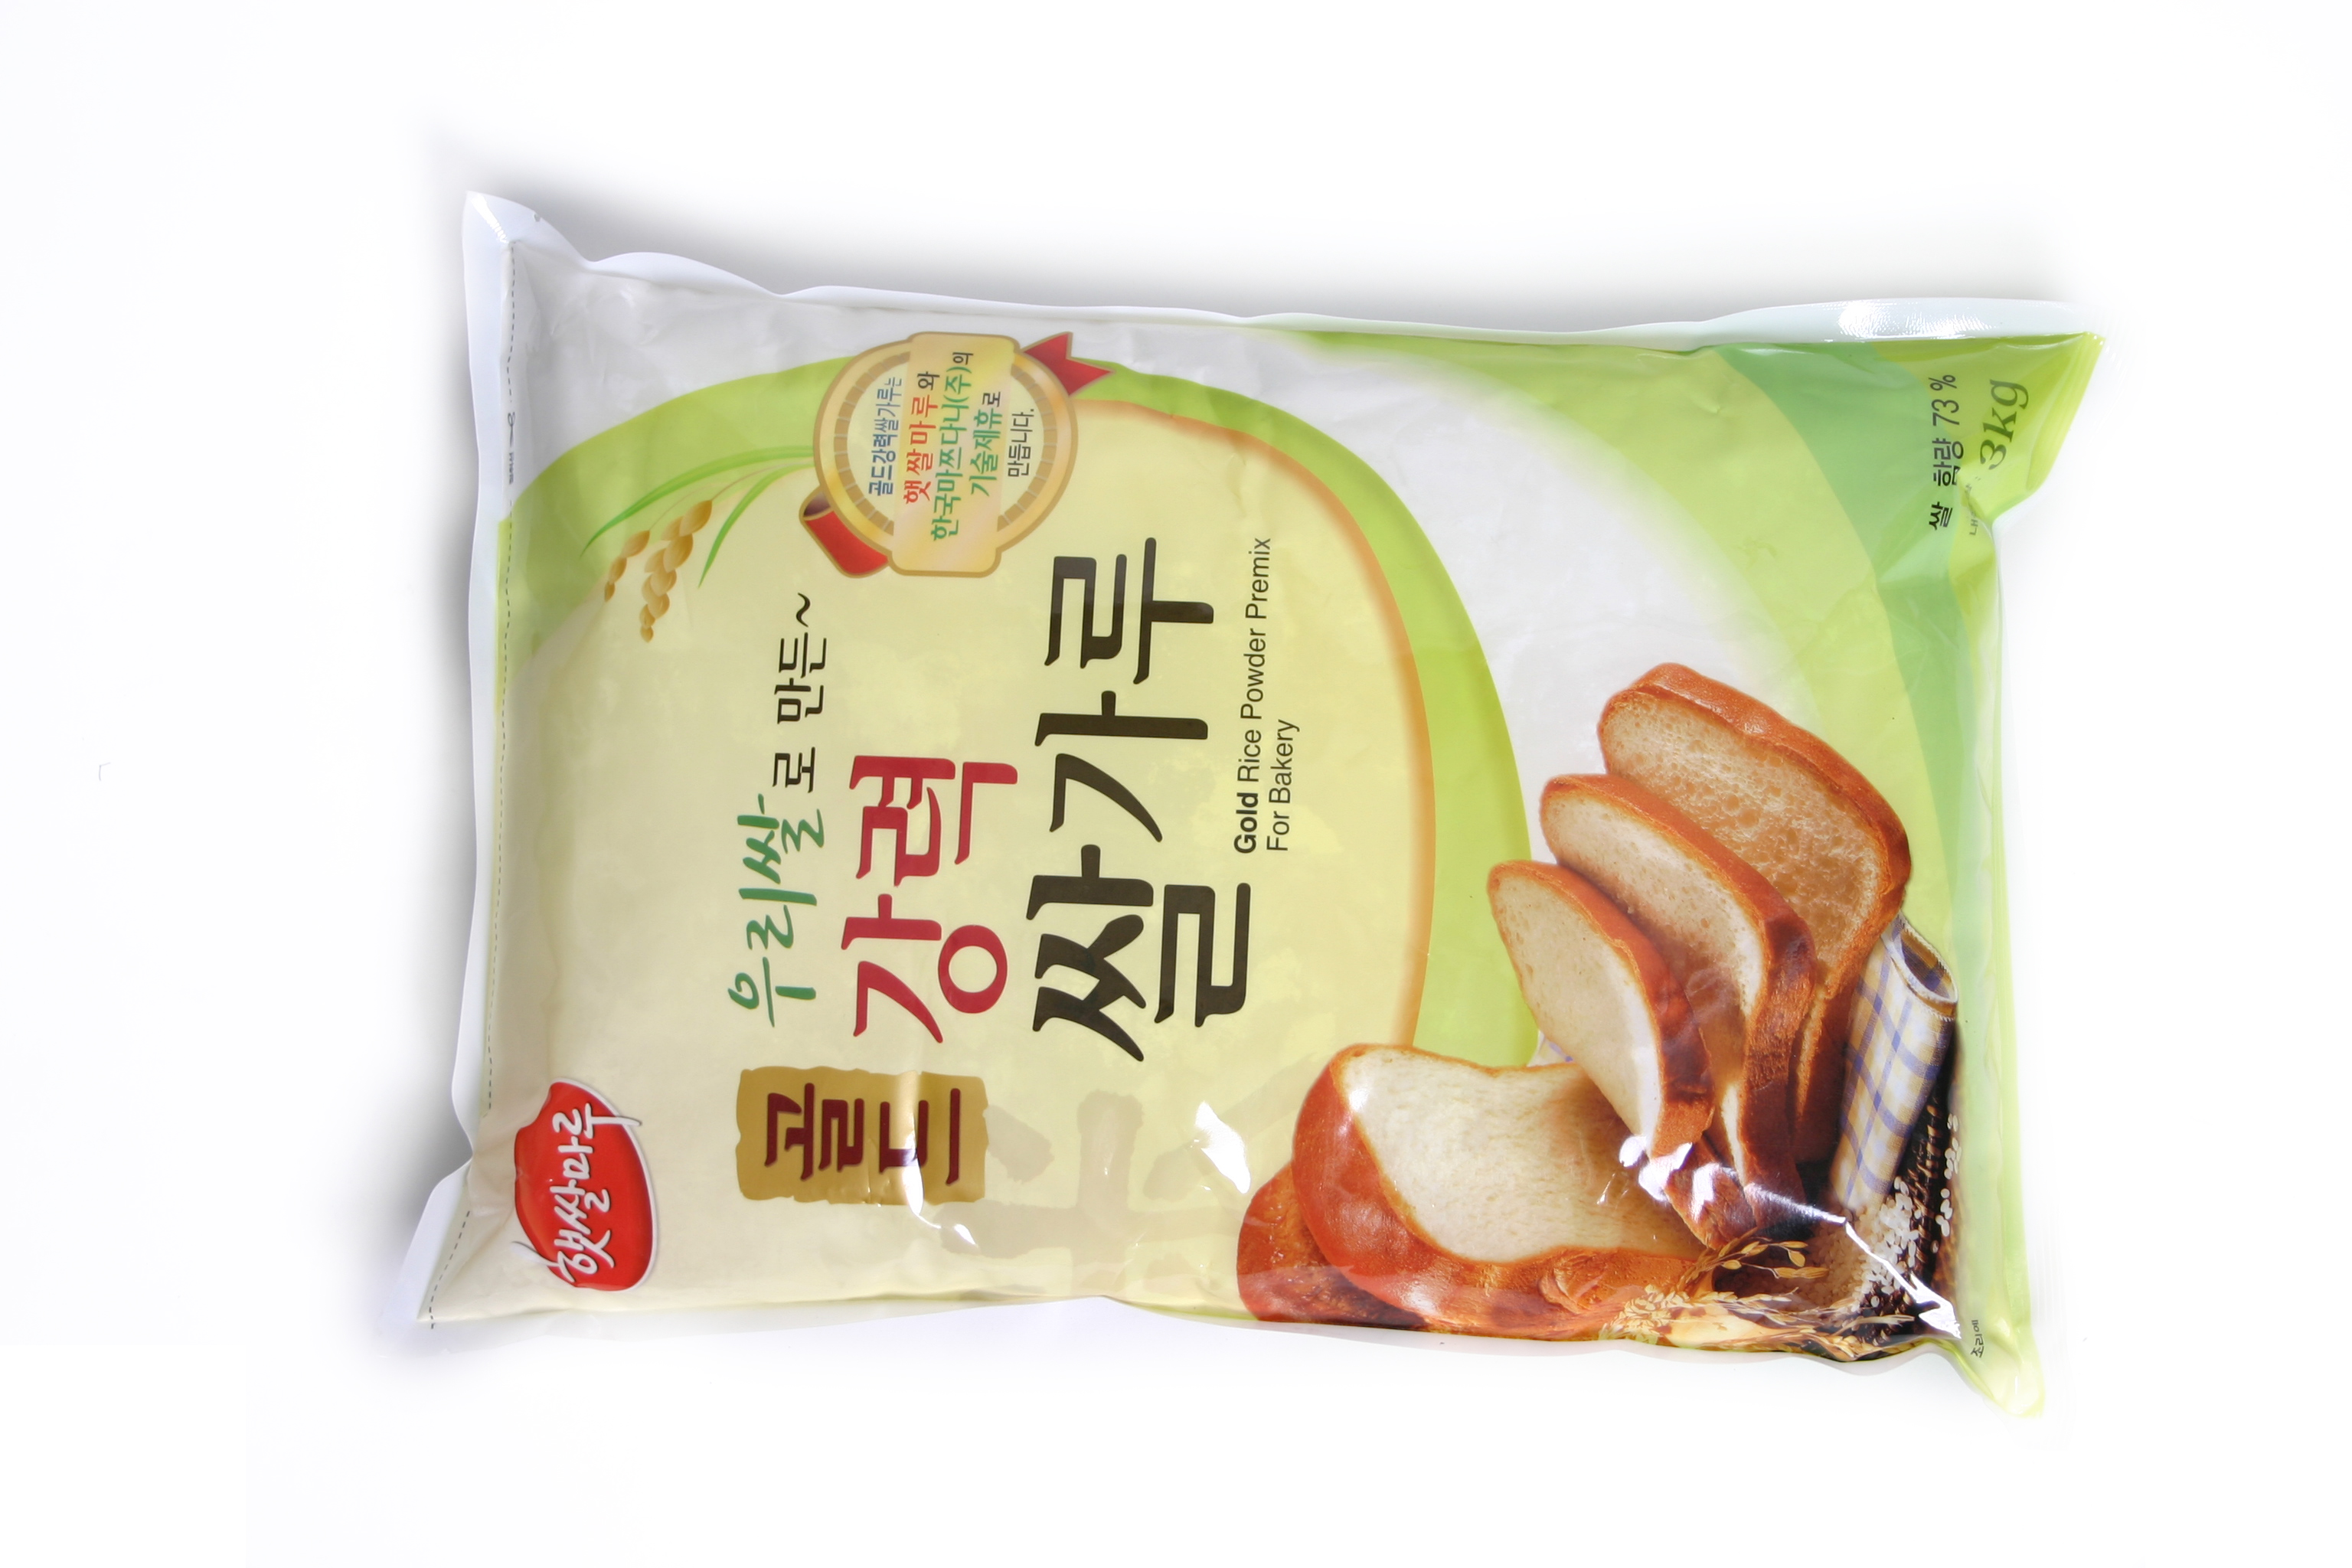 햇쌀마루
우리쌀로 만든~
골드 강력
쌀가루
Gold Rice Powder Premix
For Bakery
골드강력쌀가루는
햇쌀마루와
한국마쯔다니(주)의
기술제휴로
만듭니다.
쌀 함량 73%
3kg